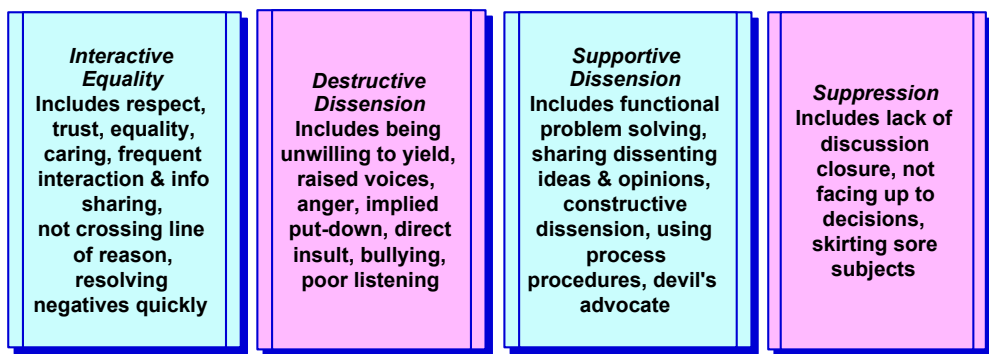 Interactive
Equality
Includes respect,
trust, equality,
caring, frequent
interaction & info
sharing,
not crossing line
of reason,
resolving
negatives quickly
Destructive
Dissension
Includes being
unwilling to yield,
raised voices,
anger, implied
put-down, direct
insult, bullying,
poor listening
Supportive
Dissension
Includes functional
problem solving,
sharing dissenting
ideas & opinions,
constructive
dissension, using
process
procedures, devil's
advocate
Suppression
Includes lack of
discussion
closure, not
facing up to
decisions,
skirting sore
subjects